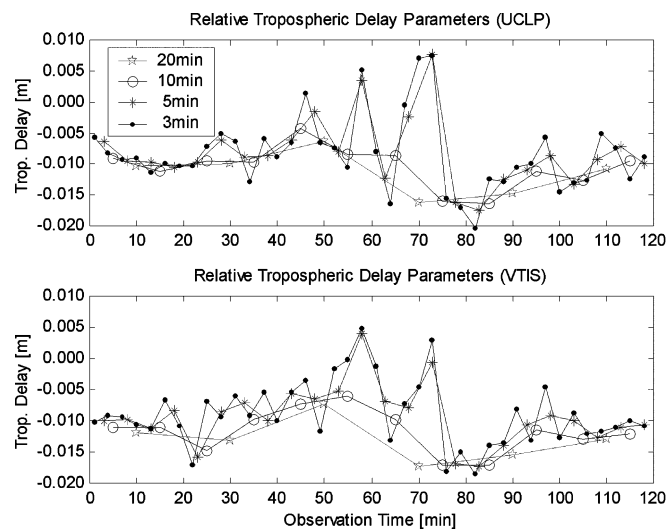 Relative Tropospheric Delay Parameters (UCLP)
0.010
0.005
0.000
-0.005
-0.010
-0.015
-0.020
Trop. Delay [m]
20min
10min
5min
3min
0 10 20 30 40 50 60 70 80 90 100 110 120
Relative Tropospheric Delay Parameters (VTIS)
0.010
0.005
0.000
-0.005
-0.010
-0.015
-0.020
Trop. Delay [m]
0 10 20 30 40 50 60 70 80 90 100 110 120
Observation Time [min]